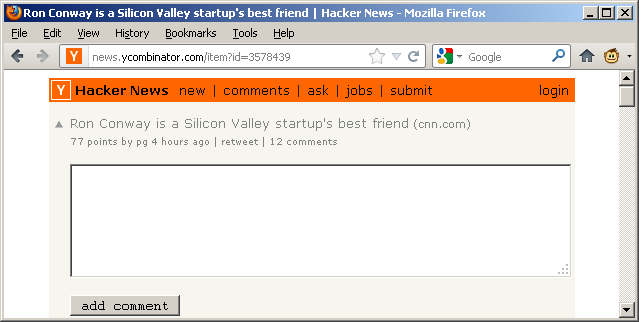 Ron Conway is a Silicon Valley startup's best friend | Hacker News - Mozilla Firefox
File Edit View History Bookmarks Tools Help
Y news.ycombinator.com/item?id=3578439 Google
Y Hacker News new | comments | ask | jobs | submit login
Ron Conway is a Silicon Valley startup's best friend (cnn.com)
77 points by pg 4 hours ago | retweet | 12 comments
add comment